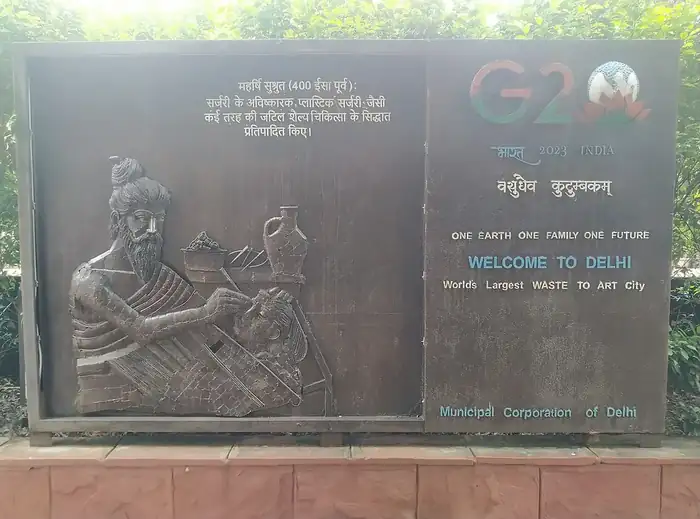 महर्षि सुश्रुत (400 ईसा पूर्व):
सर्जरी के अविष्कारक, प्लास्टिक सर्जरी जैसी
कई तरह की जटिल शल्य चिकित्सा के सिद्धांत
प्रतिपादित किए।
G20
भारत 2023 INDIA
वसुधैव कुटुम्बकम्
ONE EARTH ONE FAMILY ONE FUTURE
WELCOME TO DELHI
World's Largest WASTE TO ART City
Municipal Corporation of Delhi